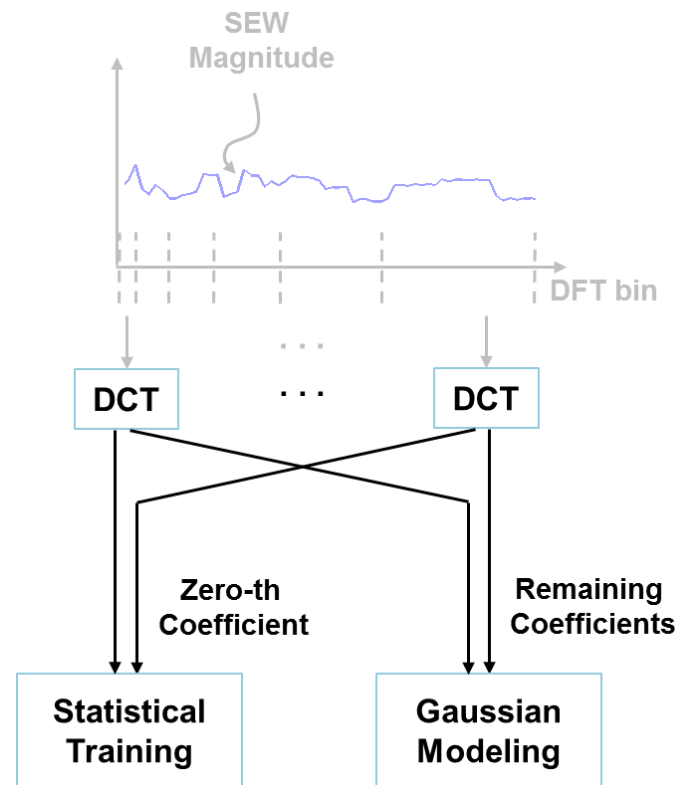 SEW
Magnitude
DFT bin
. . .
DCT
. . .
DCT
Zero-th
Coefficient
Remaining
Coefficients
Statistical
Training
Gaussian
Modeling